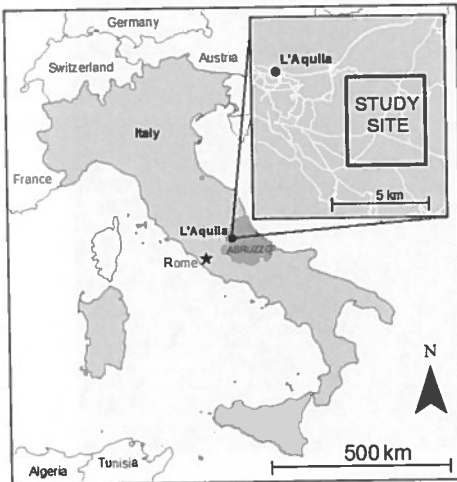 Germany
Austria
Switzerland
Italy
France
L'Aquila
STUDY
SITE
5 km
L'Aquila
ABRUZZO
Rome
N
500 km
Algeria
Tunisia